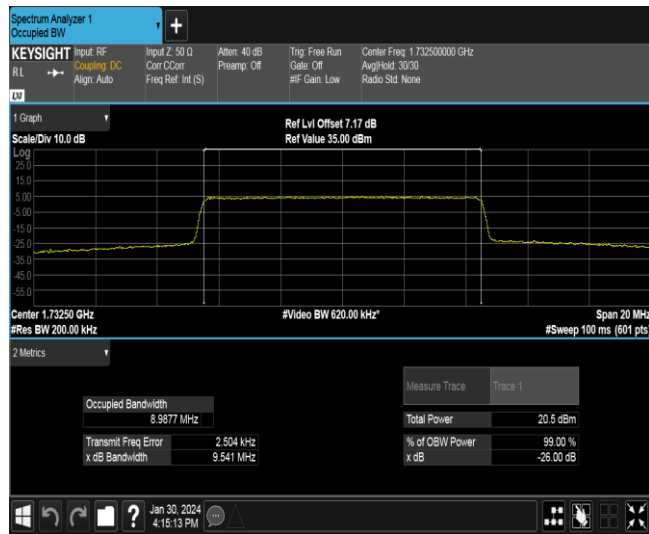 Spectrum Analyzer 1
Occupied BW
+
KEYSIGHT
RL
LXI
Input: RF
Coupling: DC
Align: Auto
Input Z: 50 Ω
Corr CCorr
Freq Ref: Int (S)
Atten: 40 dB
Preamp: Off
Trig: Free Run
Gate: Off
#IF Gain: Low
Center Freq: 1.732500000 GHz
Avg|Hold: 30/30
Radio Std: None
1 Graph
Scale/Div 10.0 dB
Ref Lvl Offset 7.17 dB
Ref Value 35.00 dBm
Log
25.0
15.0
5.00
-5.00
-15.0
-25.0
-35.0
-45.0
-55.0
Center 1.73250 GHz
#Res BW 200.00 kHz
#Video BW 620.00 kHz*
Span 20 MHz
#Sweep 100 ms (601 pts)
2 Metrics
Measure Trace Trace 1
Occupied Bandwidth
8.9877 MHz
Total Power 20.5 dBm
Transmit Freq Error 2.504 kHz
% of OBW Power 99.00 %
x dB Bandwidth 9.541 MHz
x dB -26.00 dB
?
Jan 30, 2024
4:15:13 PM